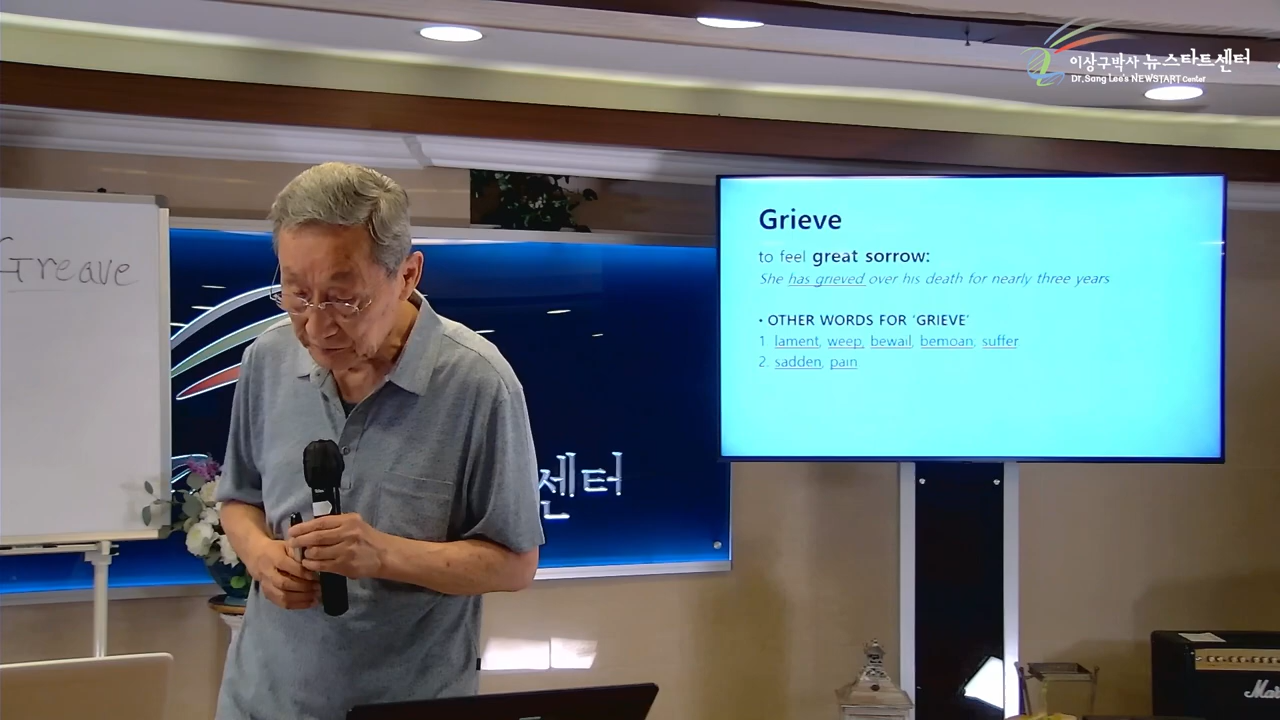 이상구박사 뉴스타트센터
Dr. Sang Lee's NEWSTART Center
Greave
Grieve
to feel great sorrow:
She has grieved over his death for nearly three years
• OTHER WORDS FOR 'GRIEVE'
1. lament, weep, bewail, bemoan, suffer
2. sadden, pain
센터